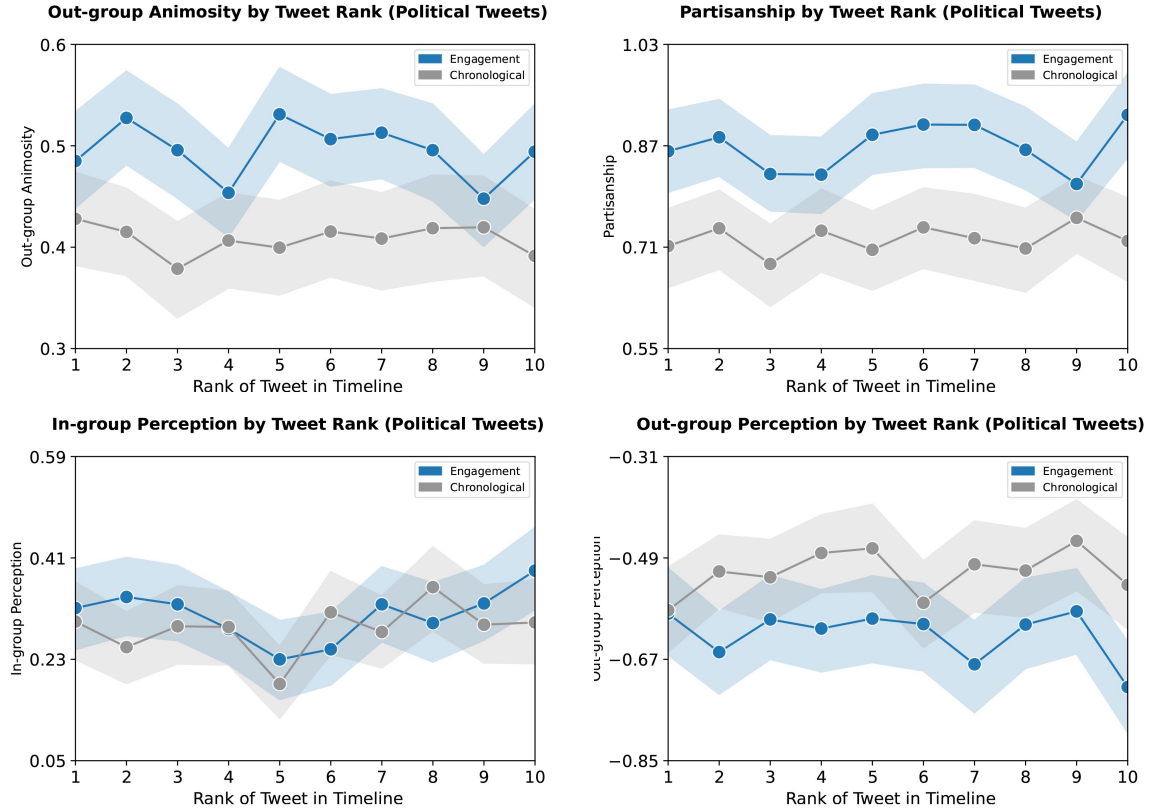 Out-group Animosity by Tweet Rank (Political Tweets)
0.6
0.5
0.4
0.3
Out-group Animosity
Engagement
Chronological
1 2 3 4 5 6 7 8 9 10
Rank of Tweet in Timeline
Partisanship by Tweet Rank (Political Tweets)
1.03
0.87
0.71
0.55
Partisanship
Engagement
Chronological
1 2 3 4 5 6 7 8 9 10
Rank of Tweet in Timeline
In-group Perception by Tweet Rank (Political Tweets)
0.59
0.41
0.23
0.05
In-group Perception
Engagement
Chronological
1 2 3 4 5 6 7 8 9 10
Rank of Tweet in Timeline
Out-group Perception by Tweet Rank (Political Tweets)
−0.31
−0.49
−0.67
−0.85
Out-group Perception
Engagement
Chronological
1 2 3 4 5 6 7 8 9 10
Rank of Tweet in Timeline